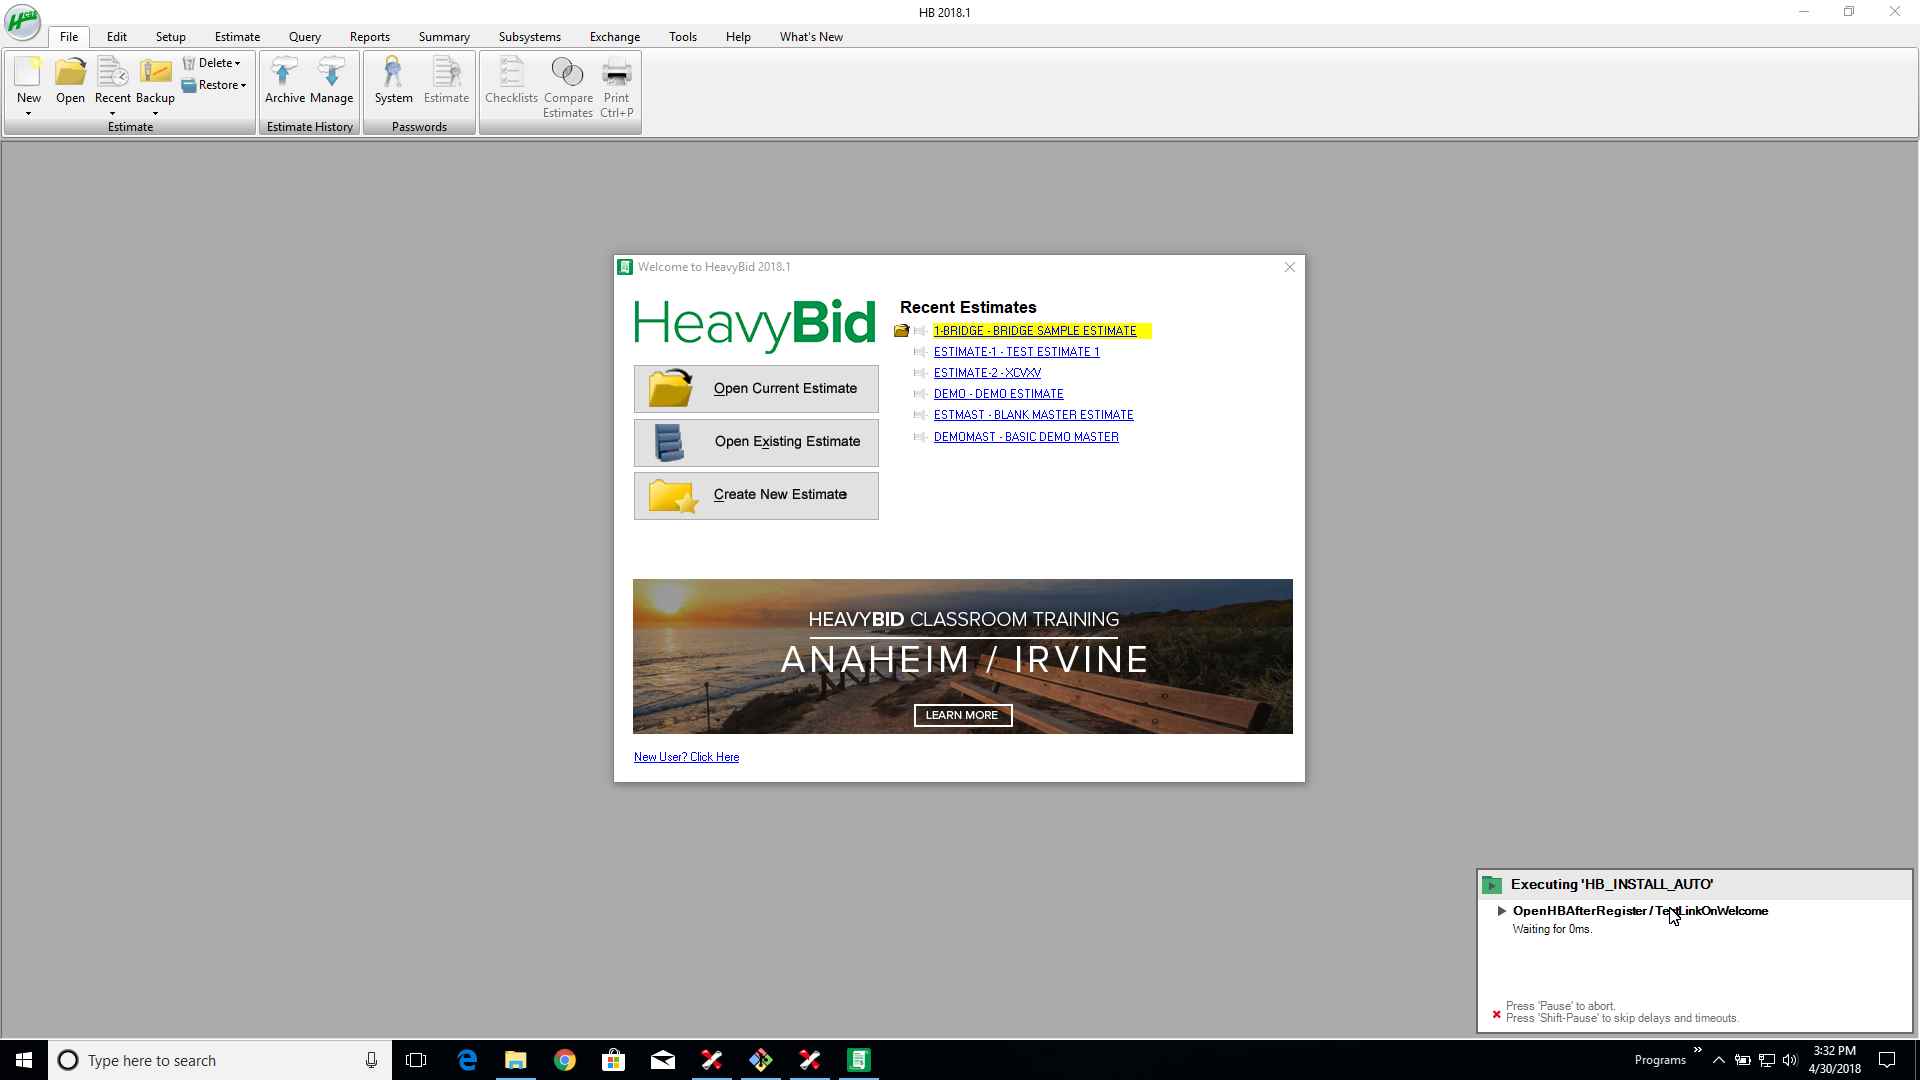 HB 2018.1
File Edit Setup Estimate Query Reports Summary Subsystems Exchange Tools Help What's New
New Open Recent Backup
Delete
Restore
Estimate
Archive Manage
Estimate History
System Estimate
Passwords
Checklists
Compare
Estimates
Print
Ctrl+P
Welcome to HeavyBid 2018.1
HeavyBid
Open Current Estimate
Open Existing Estimate
Create New Estimate
Recent Estimates
1-BRIDGE - BRIDGE SAMPLE ESTIMATE
ESTIMATE-1 - TEST ESTIMATE 1
ESTIMATE-2 - XCVXV
DEMO - DEMO ESTIMATE
ESTMAST - BLANK MASTER ESTIMATE
DEMOMAST - BASIC DEMO MASTER
HEAVYBID CLASSROOM TRAINING
ANAHEIM / IRVINE
LEARN MORE
New User? Click Here
Executing 'HB_INSTALL_AUTO'
OpenHBAfterRegister / TestLinkOnWelcome
Waiting for 0ms.
Press 'Pause' to abort.
Press 'Shift-Pause' to skip delays and timeouts.
Type here to search
Programs
3:32 PM
4/30/2018